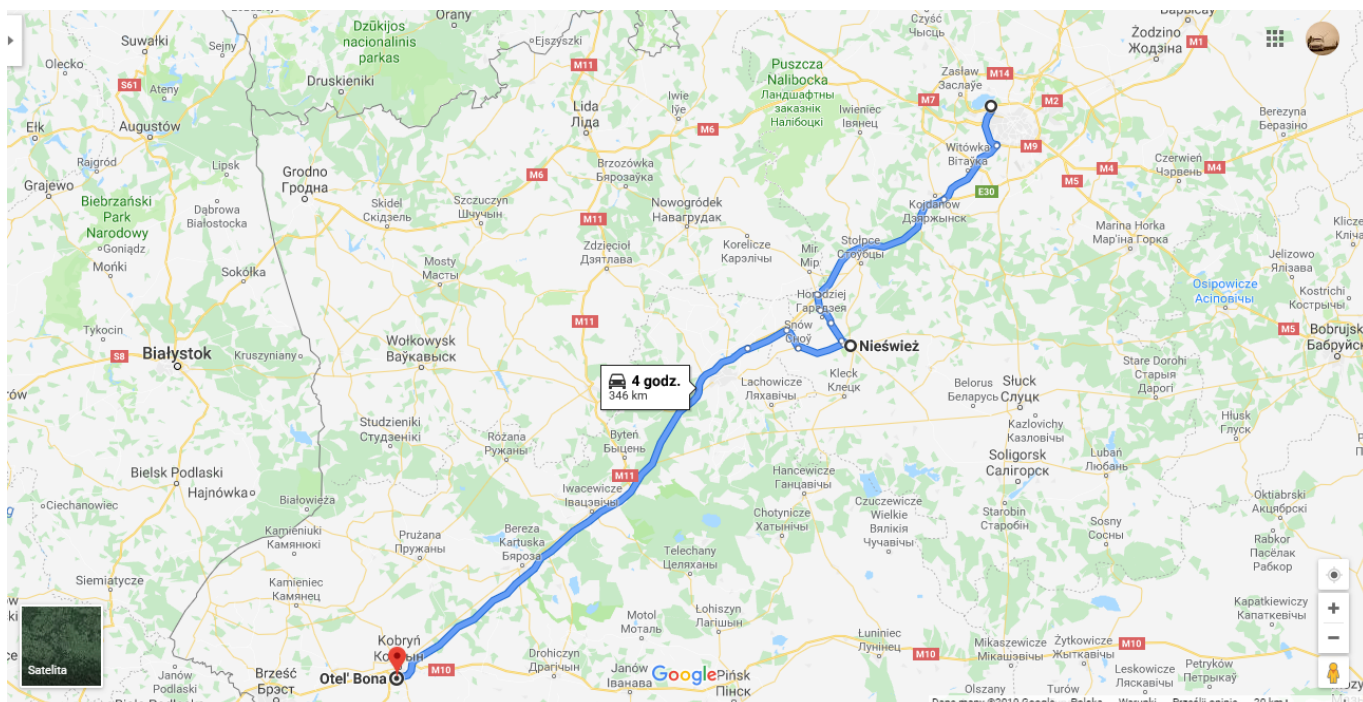 Suwałki
Sejny
Olecko
S61
Ateny
Ełk
Augustów
Rajgród
Lipsk
Grajewo
Biebrzański
Park
Narodowy
Goniądz
Mońki
Dąbrowa
Białostocka
Sokółka
Tykocin
S8
Białystok
Kruszyniany
Bielsk Podlaski
Hajnówka
Ciechanowiec
Białowieża
Siemiatycze
Dzūkijos
nacionalinis
parkas
Druskieniki
Orany
Ejszyszki
M11
Lida
Ліда
Iwie
Іўе
M6
Grodno
Гродна
Brzozówka
Бярозаўка
M6
Skidel
Скідзель
Szczuczyn
Шчучын
Nowogródek
Навагрудак
M11
Zdzięcioł
Дзятлава
Korelicze
Карэлічы
Mir
Мір
Mosty
Масты
Wołkowysk
Ваўкавыск
M11
Puszcza
Nalibocka
Ландшафтны
заказнік
Налібоцкі
Iwieniec
Івянец
Czyść
Чысць
Zasław
Заслаўе
M14
M7
M2
Żodzino
Жодзіна
M1
Berezyna
Беразіно
Witówka
Вітаўка
M9
M4
M5
Czerwień
Чэрвень
M4
E30
Kojdanów
Дзяржынск
Stołpce
Стоўбцы
Marina Horka
Мар'іна Горка
Jelizowo
Ялізава
Osipowicze
Асіповічы
Kostrichi
Кострычы
M5
Horodziej
Гарадзея
Snów
Сноў
Nieśwież
Kleck
Клецк
Lachowicze
Ляхавічы
4 godz.
346 km
Belorus
Беларусь
Słuck
Слуцк
Stare Dorohi
Старыя
Дарогі
Hłusk
Глуск
Kazlovichy
Казловічы
Soligorsk
Салігорск
Lubań
Любань
Studzieniki
Студзенікі
Różana
Ружаны
Byteń
Быцень
M11
Hancewicze
Ганцавічы
Iwacewicze
Івацэвічы
Chotynicze
Хатынічы
Czuczewicze
Wielkie
Вялікія
Чучавічы
Starobin
Старобін
Sosny
Сосны
Oktiabrski
Акцябрскі
Rabkor
Пасёлак
Рабкор
Kamieniuki
Камянюкі
Prużana
Пружаны
Bereza
Kartuska
Бяроза
Telechany
Целяханы
Kamieniec
Камянец
Motol
Моталь
Łohiszyn
Лагішын
Kapatkiewiczy
Капаткевічы
Kobryń
Otel' Bona
M10
Drohiczyn
Драгічын
Janów
Іванава
Google
Pińsk
Пінск
Łuniniec
Лунінец
M10
Mikaszewicze
Мікашэвічы
Żytkowicze
Жыткавічы
M10
Leskowicze
Ляскавічы
Petryków
Петрыкаў
Olszany
Turów
Brześć
Брэст
Janów
Podlaski
Satelita